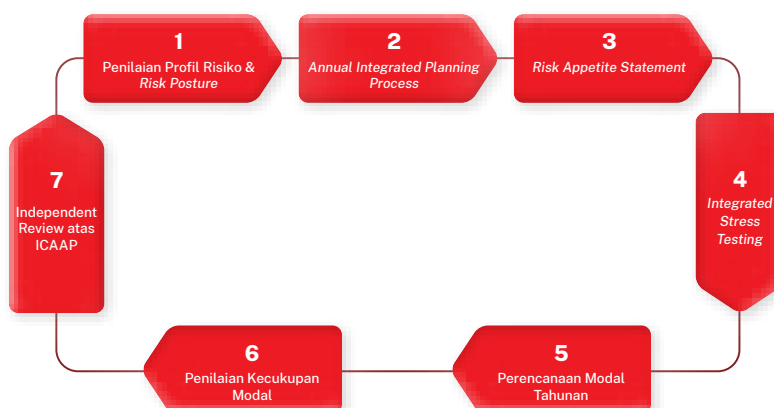 1
Penilaian Profil Risiko &
Risk Posture
2
Annual Integrated Planning
Process
3
Risk Appetite Statement
4
Integrated
Stress
Testing
5
Perencanaan Modal
Tahunan
6
Penilaian Kecukupan
Modal
7
Independent
Review atas
ICAAP